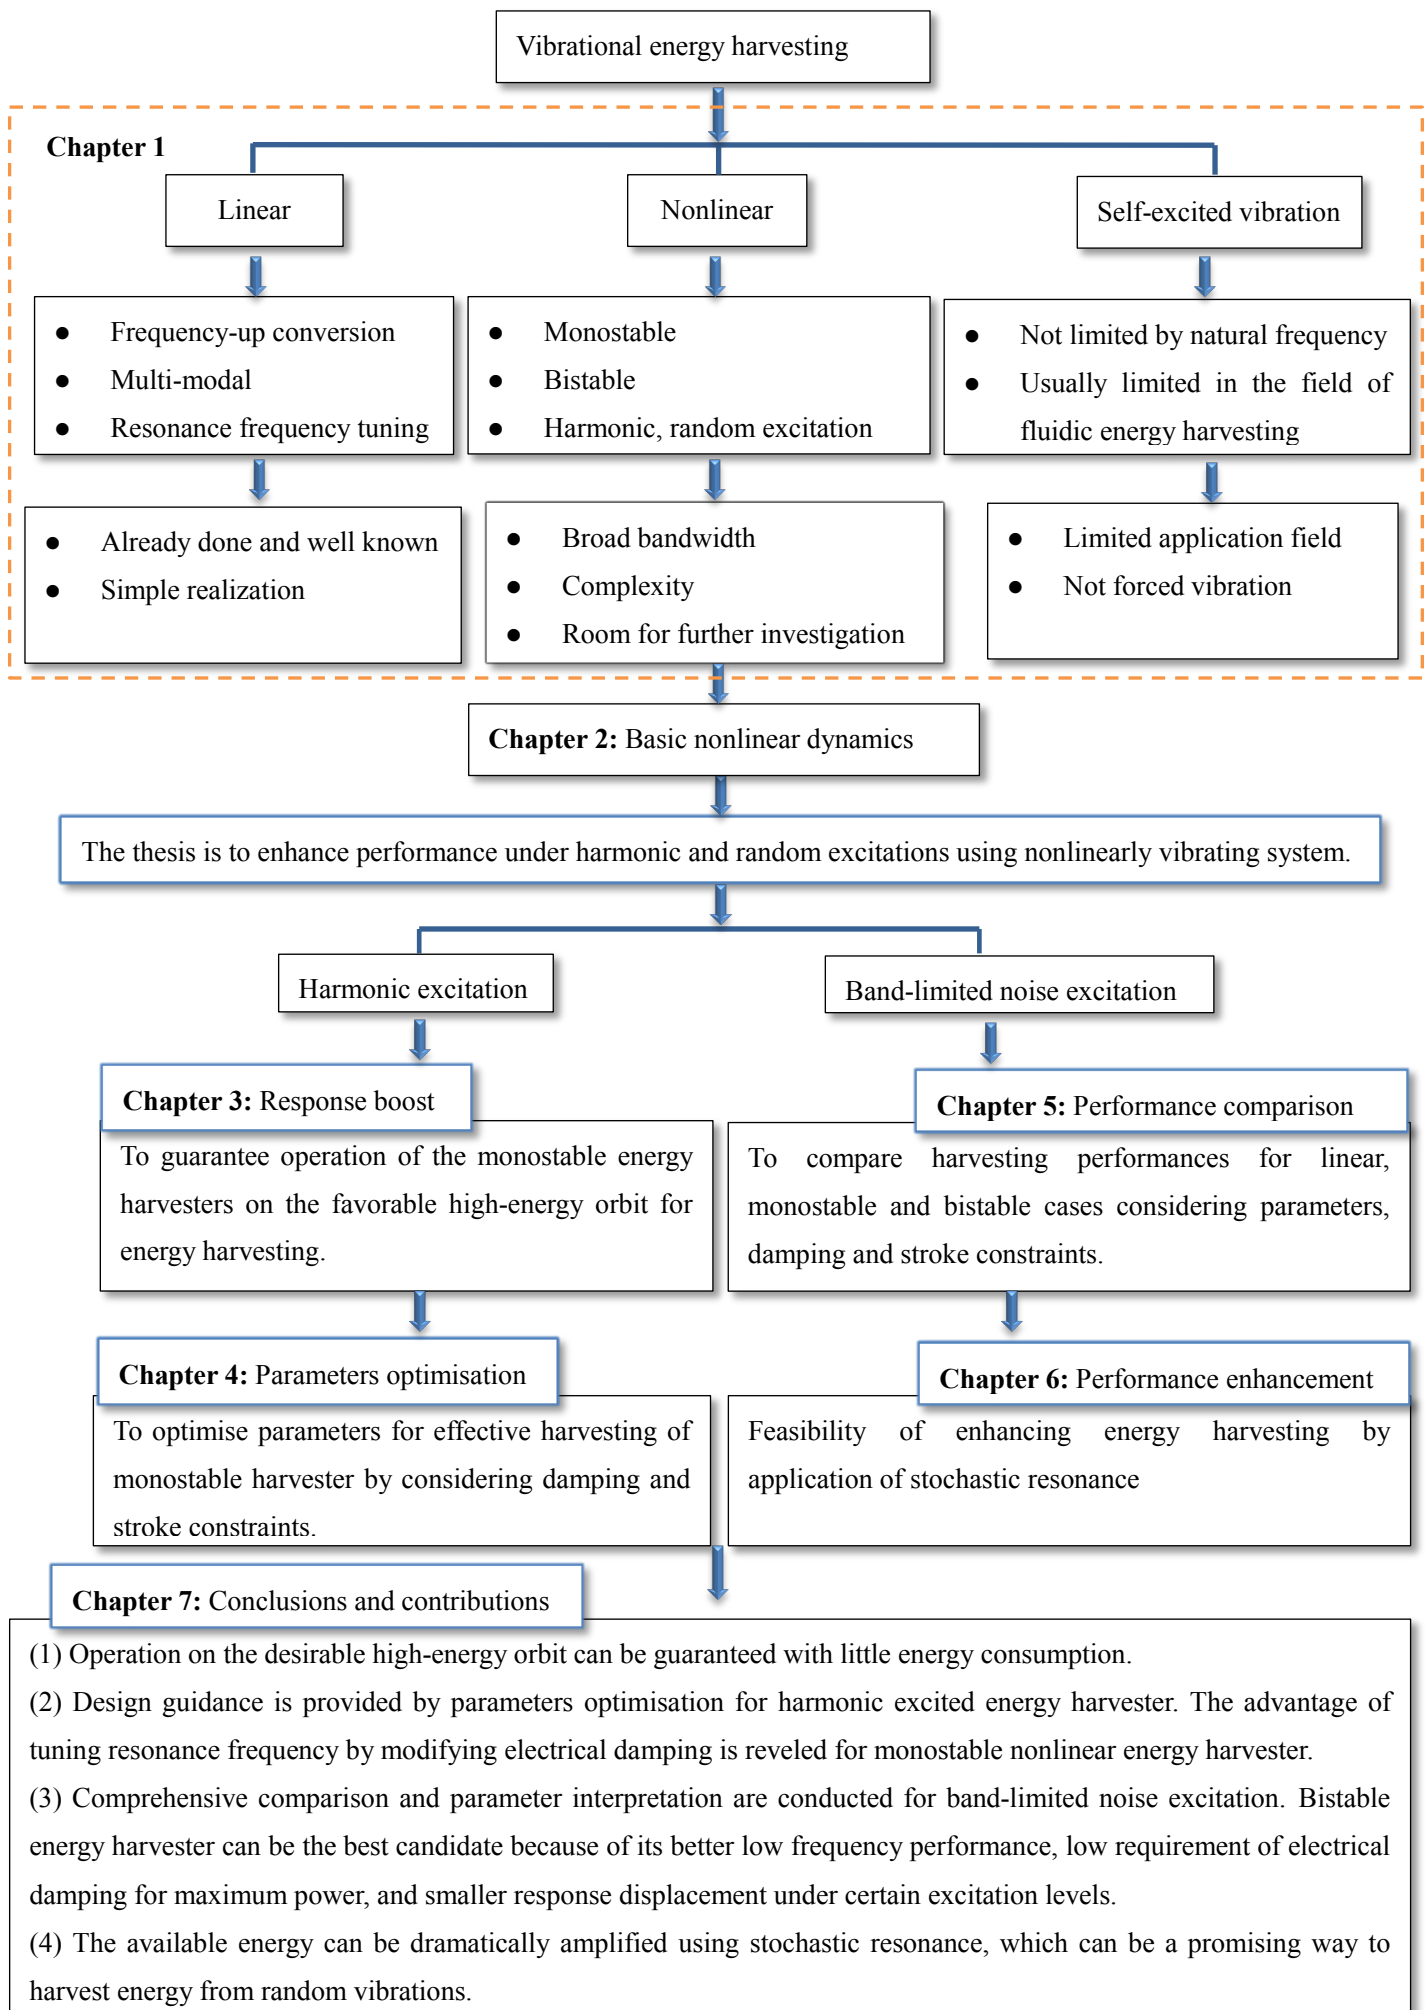 Vibrational energy harvesting
Chapter 1
Linear
Nonlinear
Self-excited vibration
● Frequency-up conversion
● Multi-modal
● Resonance frequency tuning
● Monostable
● Bistable
● Harmonic, random excitation
● Not limited by natural frequency
● Usually limited in the field of
fluidic energy harvesting
● Already done and well known
● Simple realization
● Broad bandwidth
● Complexity
● Room for further investigation
● Limited application field
● Not forced vibration
Chapter 2: Basic nonlinear dynamics
The thesis is to enhance performance under harmonic and random excitations using nonlinearly vibrating system.
Harmonic excitation
Band-limited noise excitation
Chapter 3: Response boost
To guarantee operation of the monostable energy
harvesters on the favorable high-energy orbit for
energy harvesting.
Chapter 5: Performance comparison
To compare harvesting performances for linear,
monostable and bistable cases considering parameters,
damping and stroke constraints.
Chapter 4: Parameters optimisation
To optimise parameters for effective harvesting of
monostable harvester by considering damping and
stroke constraints.
Chapter 6: Performance enhancement
Feasibility of enhancing energy harvesting by
application of stochastic resonance
Chapter 7: Conclusions and contributions
(1) Operation on the desirable high-energy orbit can be guaranteed with little energy consumption.
(2) Design guidance is provided by parameters optimisation for harmonic excited energy harvester. The advantage of
tuning resonance frequency by modifying electrical damping is reveled for monostable nonlinear energy harvester.
(3) Comprehensive comparison and parameter interpretation are conducted for band-limited noise excitation. Bistable
energy harvester can be the best candidate because of its better low frequency performance, low requirement of electrical
damping for maximum power, and smaller response displacement under certain excitation levels.
(4) The available energy can be dramatically amplified using stochastic resonance, which can be a promising way to
harvest energy from random vibrations.